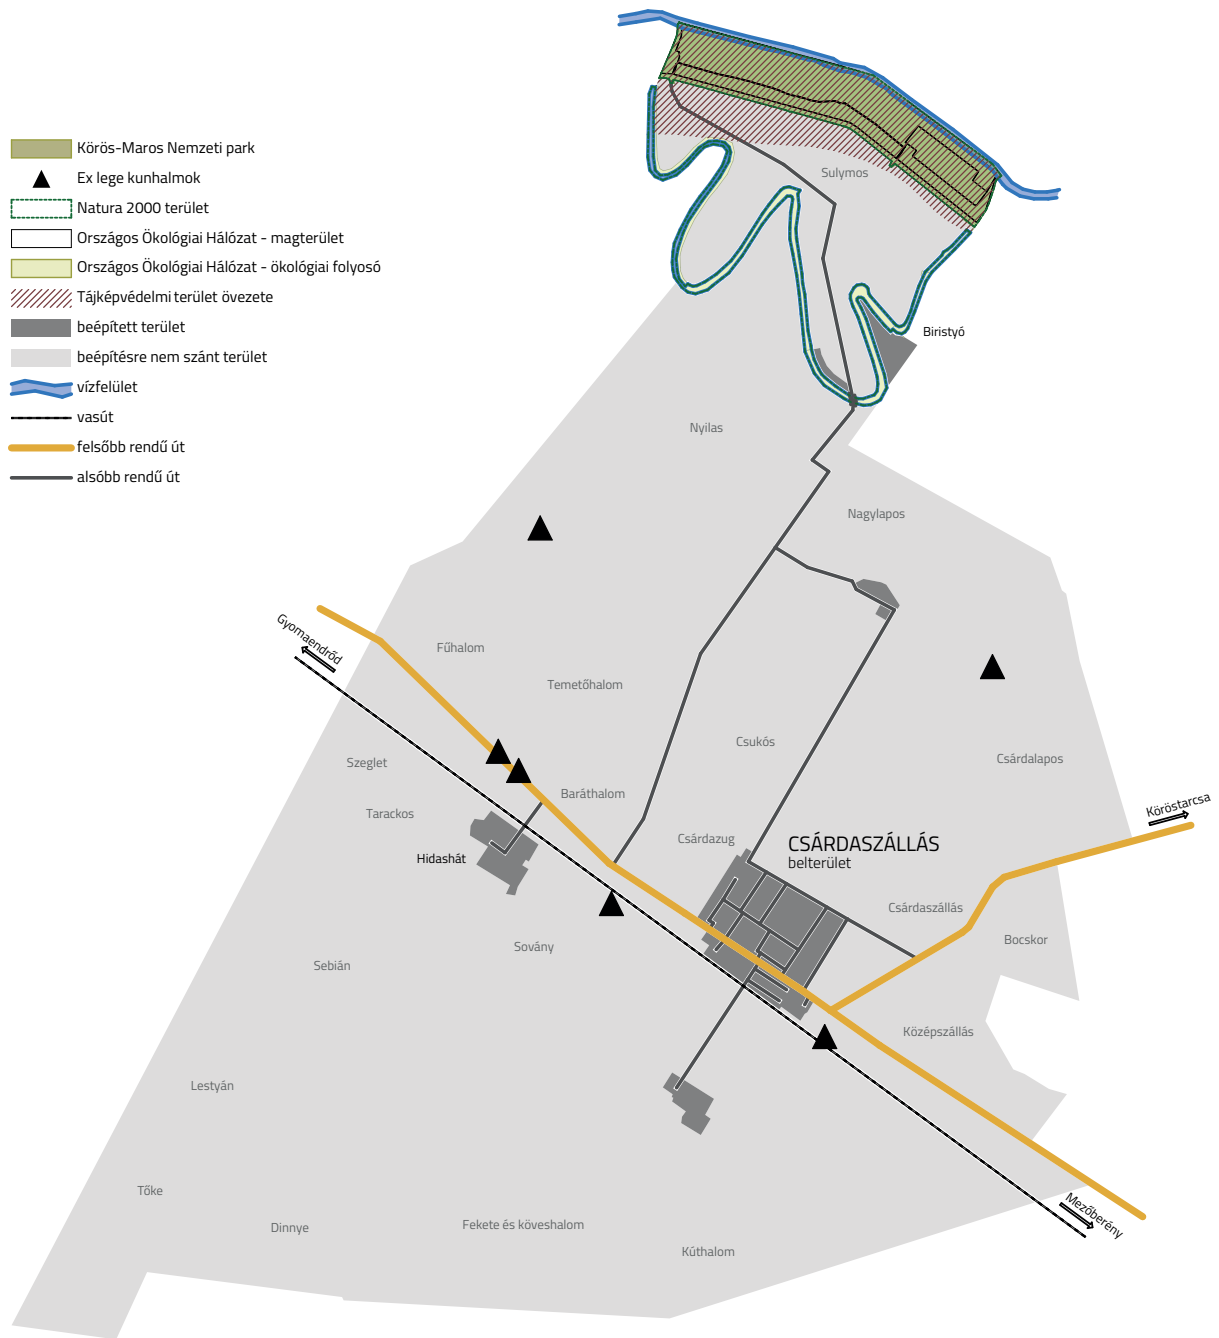 Körös-Maros Nemzeti park
Ex lege kunhalmok
Natura 2000 terület
Országos Ökológiai Hálózat - magterület
Országos Ökológiai Hálózat - ökológiai folyosó
Tájképvédelmi terület övezete
beépített terület
beépítésre nem szánt terület
vízfelület
vasút
felsőbb rendű út
alsóbb rendű út
Sulymos
Biristyó
Nyilas
Nagylapos
Gyomaendrőd
Fűhalom
Temetőhalom
Csukós
Csárdalapos
Szeglet
Baráthalom
Tarackos
Köröstarcsa
Csárdazug
CSÁRDASZÁLLÁS
belterület
Hidashát
Csárdaszállás
Bocskor
Sovány
Sebián
Középszállás
Lestyán
Tőke
Mezőberény
Dinnye
Fekete és köveshalom
Kúthalom